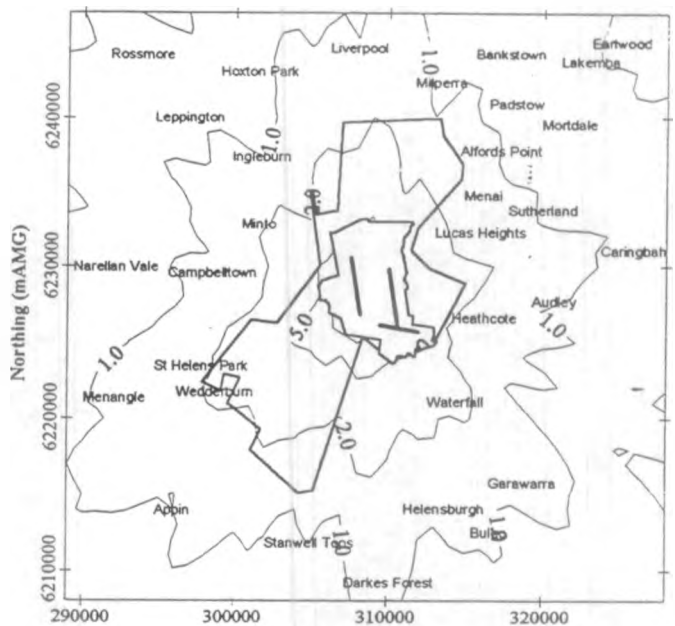 Rossmore
Liverpool
1.0
Eartwood
Bankstown
Lakemba
Hoxton Park
Milperra
Padstow
6240000
Leppington
Mortdale
1.0
Ingleburn
Alfords Point
Menai
Minto
Sutherland
Lucas Heights
Northing (mAMG)
6230000
Narellan Vale
Campbelltown
Caringbah
Audley
5.0
Heathcote
1.0
1.0
St Helens Park
Wedderburn
Menangle
Waterfall
6220000
2.0
Garawarra
Appin
Helensburgh
1.0
Bulli
1.0
Stanwell Tops
6210000
Darkes Forest
290000
300000
310000
320000